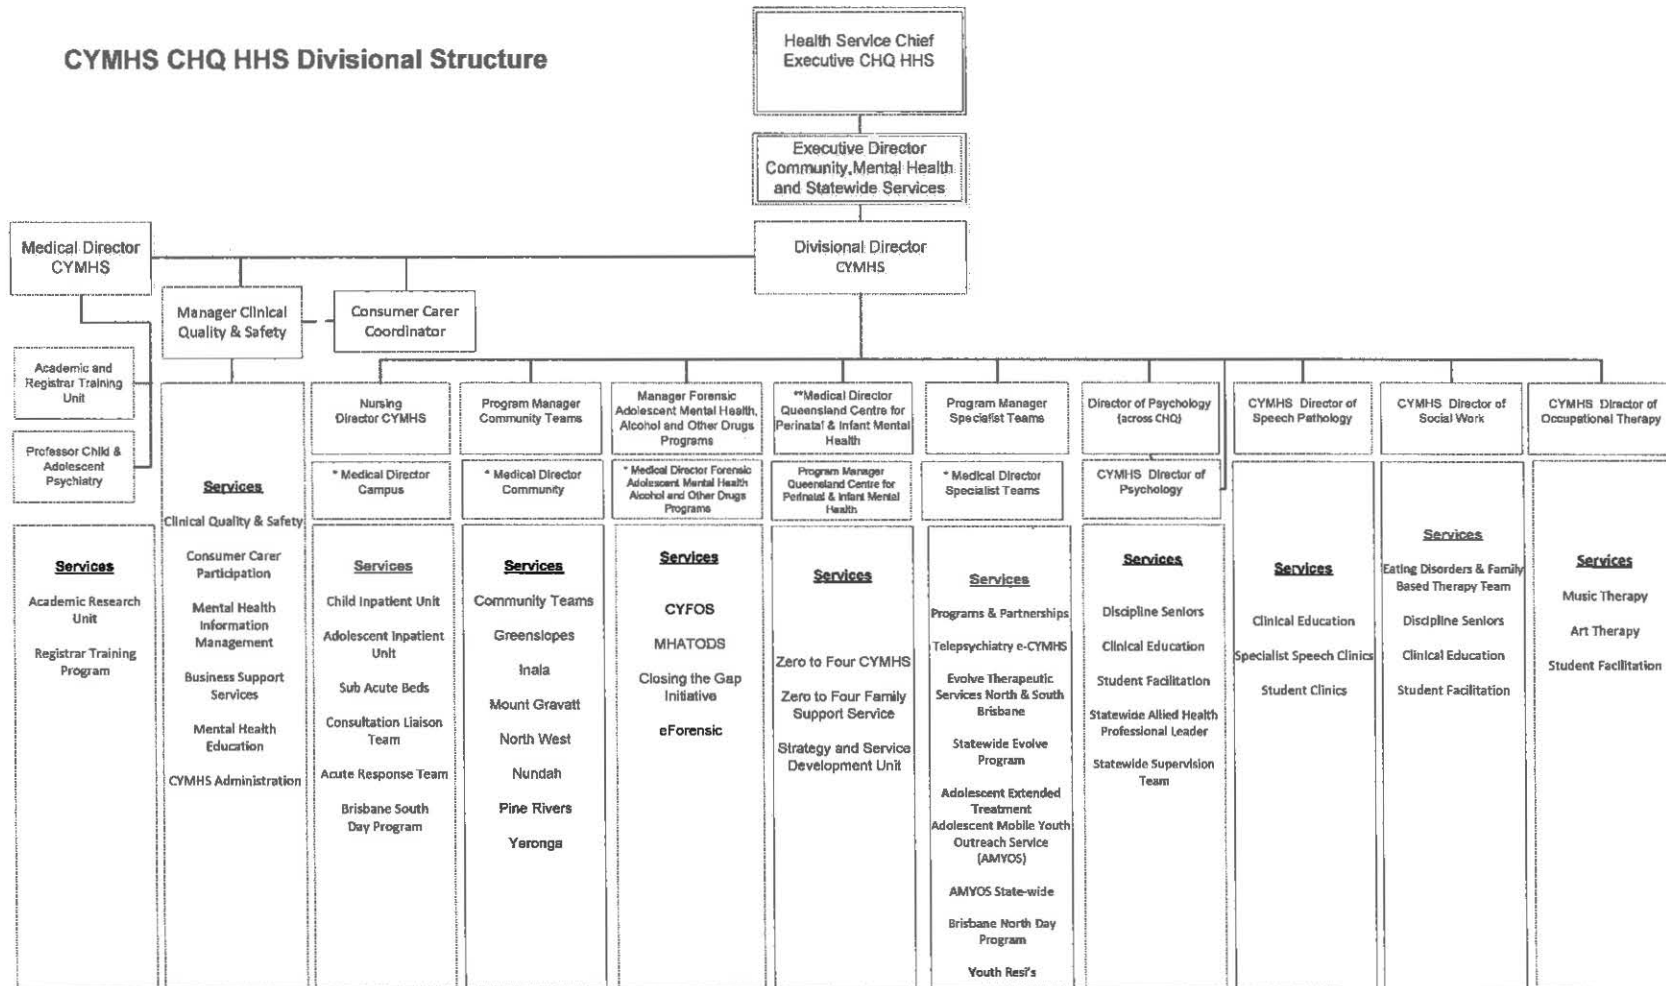 CYMHS CHQ HHS Divisional Structure
Health Service Chief
Executive CHQ HHS
Executive Director
Community,Mental Health
and Statewide Services
Medical Director
CYMHS
Divisional Director
CYMHS
Manager Clinical
Quality & Safety
Consumer Carer
Coordinator
Academic and
Registrar Training
Unit
Professor Child &
Adolescent
Psychiatry
Services
Academic Research
Unit
Registrar Training
Program
Services
Clinical Quality & Safety
Consumer Carer
Participation
Mental Health
Information
Management
Business Support
Services
Mental Health
Education
CYMHS Administration
Nursing
Director CYMHS
* Medical Director
Campus
Services
Child Inpatient Unit
Adolescent Inpatient
Unit
Sub Acute Beds
Consultation Liaison
Team
Acute Response Team
Brisbane South
Day Program
Program Manager
Community Teams
* Medical Director
Community
Services
Community Teams
Greenslopes
Inala
Mount Gravatt
North West
Nundah
Pine Rivers
Yeronga
Manager Forensic
Adolescent Mental Health,
Alcohol and Other Drugs
Programs
* Medical Director Forensic
Adolescent Mental Health
Alcohol and Other Drugs
Programs
Services
CYFOS
MHATODS
Closing the Gap
Initiative
eForensic
**Medical Director
Queensland Centre for
Perinatal & Infant Mental
Health
Program Manager
Queensland Centre for
Perinatal & Infant Mental
Health
Services
Zero to Four CYMHS
Zero to Four Family
Support Service
Strategy and Service
Development Unit
Program Manager
Specialist Teams
* Medical Director
Specialist Teams
Services
Programs & Partnerships
Telepsychiatry e-CYMHS
Evolve Therapeutic
Services North & South
Brisbane
Statewide Evolve
Program
Adolescent Extended
Treatment
Adolescent Mobile Youth
Outreach Service
(AMYOS)
AMYOS State-wide
Brisbane North Day
Program
Youth Resi's
Director of Psychology
(across CHQ)
CYMHS Director of
Psychology
Services
Discipline Seniors
Clinical Education
Student Facilitation
Statewide Allied Health
Professional Leader
Statewide Supervision
Team
CYMHS Director of
Speech Pathology
Services
Clinical Education
Specialist Speech Clinics
Student Clinics
CYMHS Director of
Social Work
Services
Eating Disorders & Family
Based Therapy Team
Discipline Seniors
Clinical Education
Student Facilitation
CYMHS Director of
Occupational Therapy
Services
Music Therapy
Art Therapy
Student Facilitation